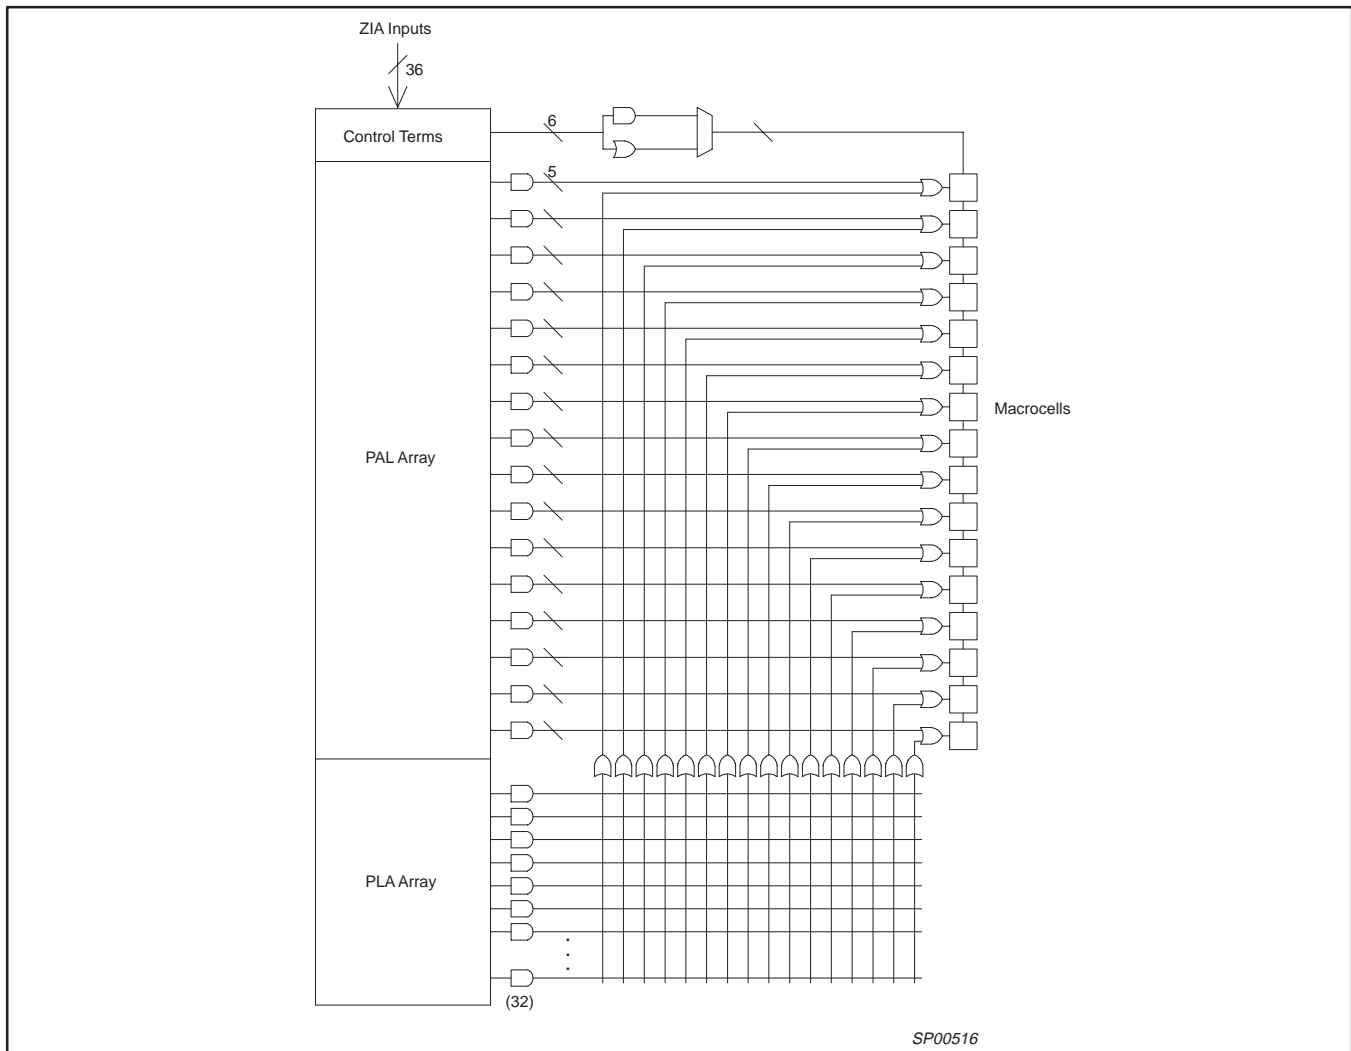 ZIA Inputs
36
Control Terms
6
5
Macrocells
PAL Array
PLA Array
(32)
SP00516